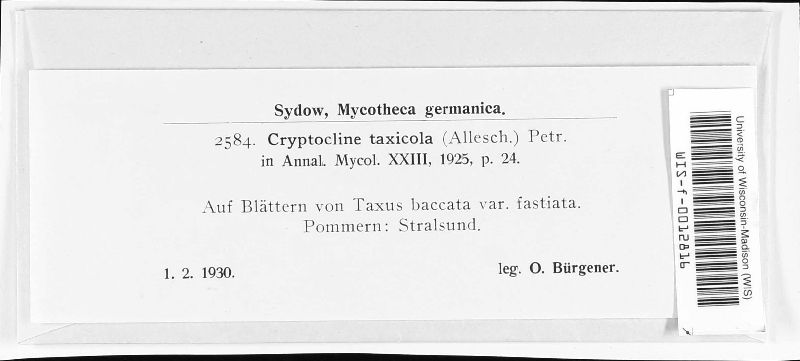 Sydow, Mycotheca germanica.
2584. Cryptocline taxicola (Allesch.) Petr.
in Annal. Mycol. XXIII, 1925, p. 24.
Auf Blättern von Taxus baccata var. fastiata.
Pommern: Stralsund.
1. 2. 1930. leg. O. Bürgener.
University of Wisconsin-Madison (WIS)
WIS-f-0012816